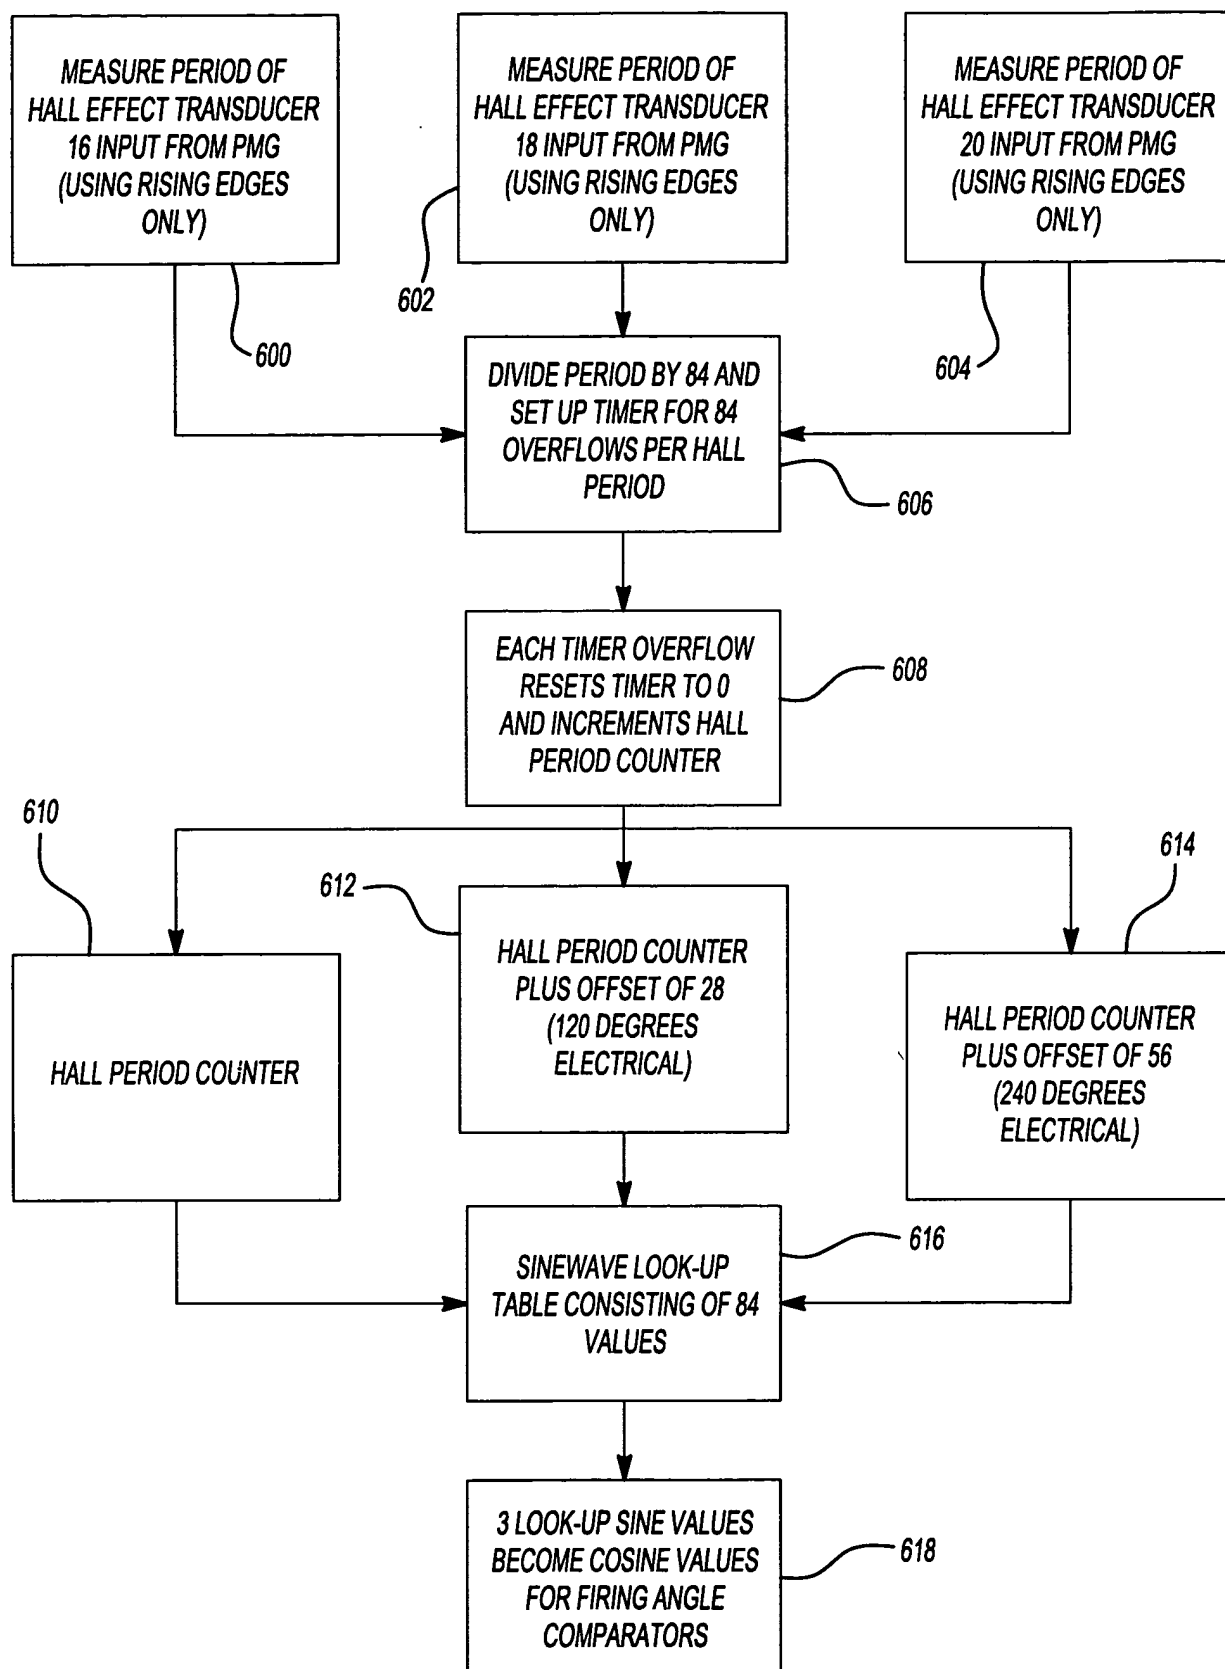 MEASURE PERIOD OF
HALL EFFECT TRANSDUCER
16 INPUT FROM PMG
(USING RISING EDGES
ONLY)
600
MEASURE PERIOD OF
HALL EFFECT TRANSDUCER
18 INPUT FROM PMG
(USING RISING EDGES
ONLY)
602
MEASURE PERIOD OF
HALL EFFECT TRANSDUCER
20 INPUT FROM PMG
(USING RISING EDGES
ONLY)
604
DIVIDE PERIOD BY 84 AND
SET UP TIMER FOR 84
OVERFLOWS PER HALL
PERIOD
606
EACH TIMER OVERFLOW
RESETS TIMER TO 0
AND INCREMENTS HALL
PERIOD COUNTER
608
610
HALL PERIOD COUNTER
612
HALL PERIOD COUNTER
PLUS OFFSET OF 28
(120 DEGREES
ELECTRICAL)
614
HALL PERIOD COUNTER
PLUS OFFSET OF 56
(240 DEGREES
ELECTRICAL)
SINEWAVE LOOK-UP
TABLE CONSISTING OF 84
VALUES
616
3 LOOK-UP SINE VALUES
BECOME COSINE VALUES
FOR FIRING ANGLE
COMPARATORS
618